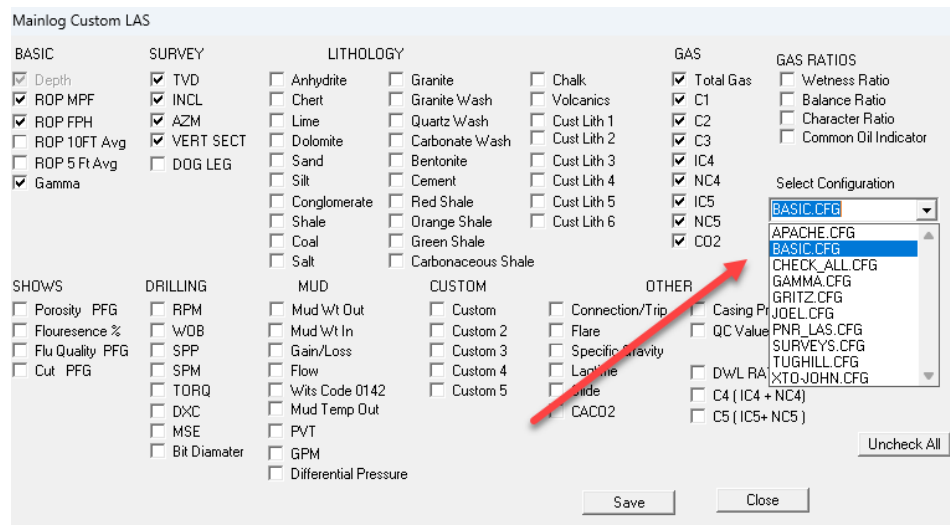 Mainlog Custom LAS
BASIC
Depth
ROP MPF
ROP FPH
ROP 10FT Avg
ROP 5 Ft Avg
Gamma
SURVEY
TVD
INCL
AZM
VERT SECT
DOG LEG
LITHOLOGY
Anhydrite
Chert
Lime
Dolomite
Sand
Silt
Conglomerate
Shale
Coal
Salt
Granite
Granite Wash
Quartz Wash
Carbonate Wash
Bentonite
Cement
Red Shale
Orange Shale
Green Shale
Carbonaceous Shale
Chalk
Volcanics
Cust Lith 1
Cust Lith 2
Cust Lith 3
Cust Lith 4
Cust Lith 5
Cust Lith 6
GAS
Total Gas
C1
C2
C3
IC4
NC4
IC5
NC5
CO2
GAS RATIOS
Wetness Ratio
Balance Ratio
Character Ratio
Common Oil Indicator
Select Configuration
BASIC.CFG
APACHE.CFG
BASIC.CFG
CHECK_ALL.CFG
GAMMA.CFG
GRITZ.CFG
JOEL.CFG
PNR_LAS.CFG
SURVEYS.CFG
TUGHILL.CFG
XTO-JOHN.CFG
SHOWS
Porosity PFG
Flouresence %
Flu Quality PFG
Cut PFG
DRILLING
RPM
WOB
SPP
SPM
TORQ
DXC
MSE
Bit Diamater
MUD
Mud Wt Out
Mud Wt In
Gain/Loss
Flow
Wits Code 0142
Mud Temp Out
PVT
GPM
Differential Pressure
CUSTOM
Custom
Custom 2
Custom 3
Custom 4
Custom 5
OTHER
Connection/Trip
Flare
Specific Gravity
Lagtime
Slide
CACO2
Casing Pr
QC Value
DWL RA
C4 ( IC4 + NC4)
C5 ( IC5+ NC5 )
Uncheck All
Save
Close